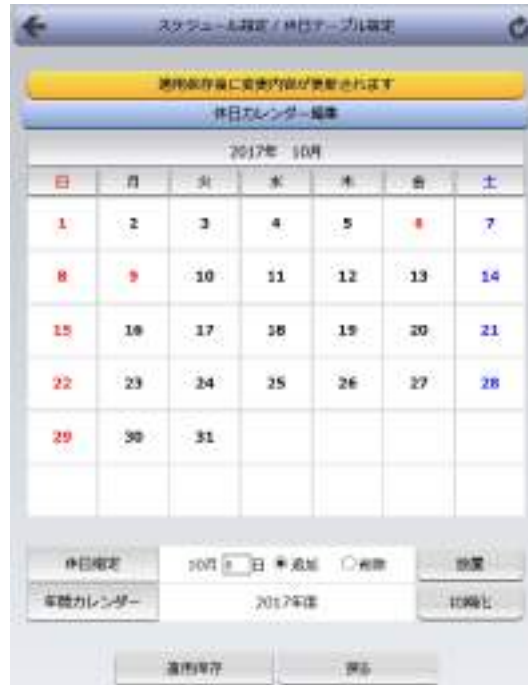 スケジュール設定 / 休日テーブル設定
適用保存後に変更内容が更新されます
休日カレンダー編集
2017年 10月
日 月 火 水 木 金 土
1 2 3 4 5 6 7
8 9 10 11 12 13 14
15 16 17 18 19 20 21
22 23 24 25 26 27 28
29 30 31
休日指定 10月 日 追加 削除 設置
年間カレンダー 2017年度 初期化
適用保存 戻る